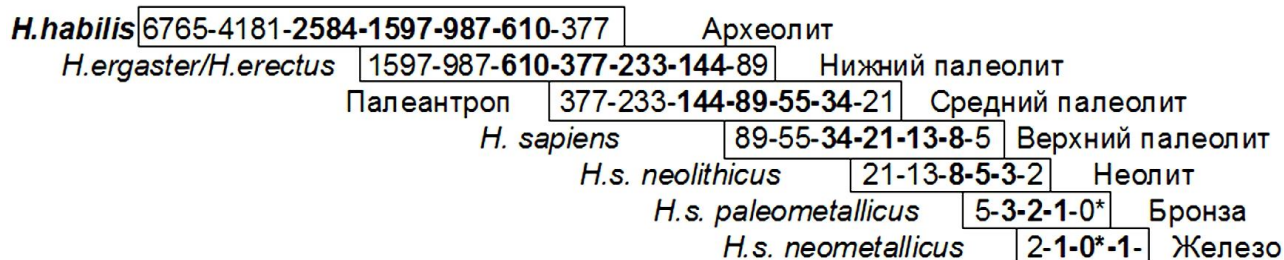 H.habilis 6765-4181-2584-1597-987-610-377 Археолит
H.ergaster/H.erectus 1597-987-610-377-233-144-89 Нижний палеолит
Палеантроп 377-233-144-89-55-34-21 Средний палеолит
H. sapiens 89-55-34-21-13-8-5 Верхний палеолит
H.s. neolithicus 21-13-8-5-3-2 Неолит
H.s. paleometallicus 5-3-2-1-0* Бронза
H.s. neometallicus 2-1-0*-1- Железо